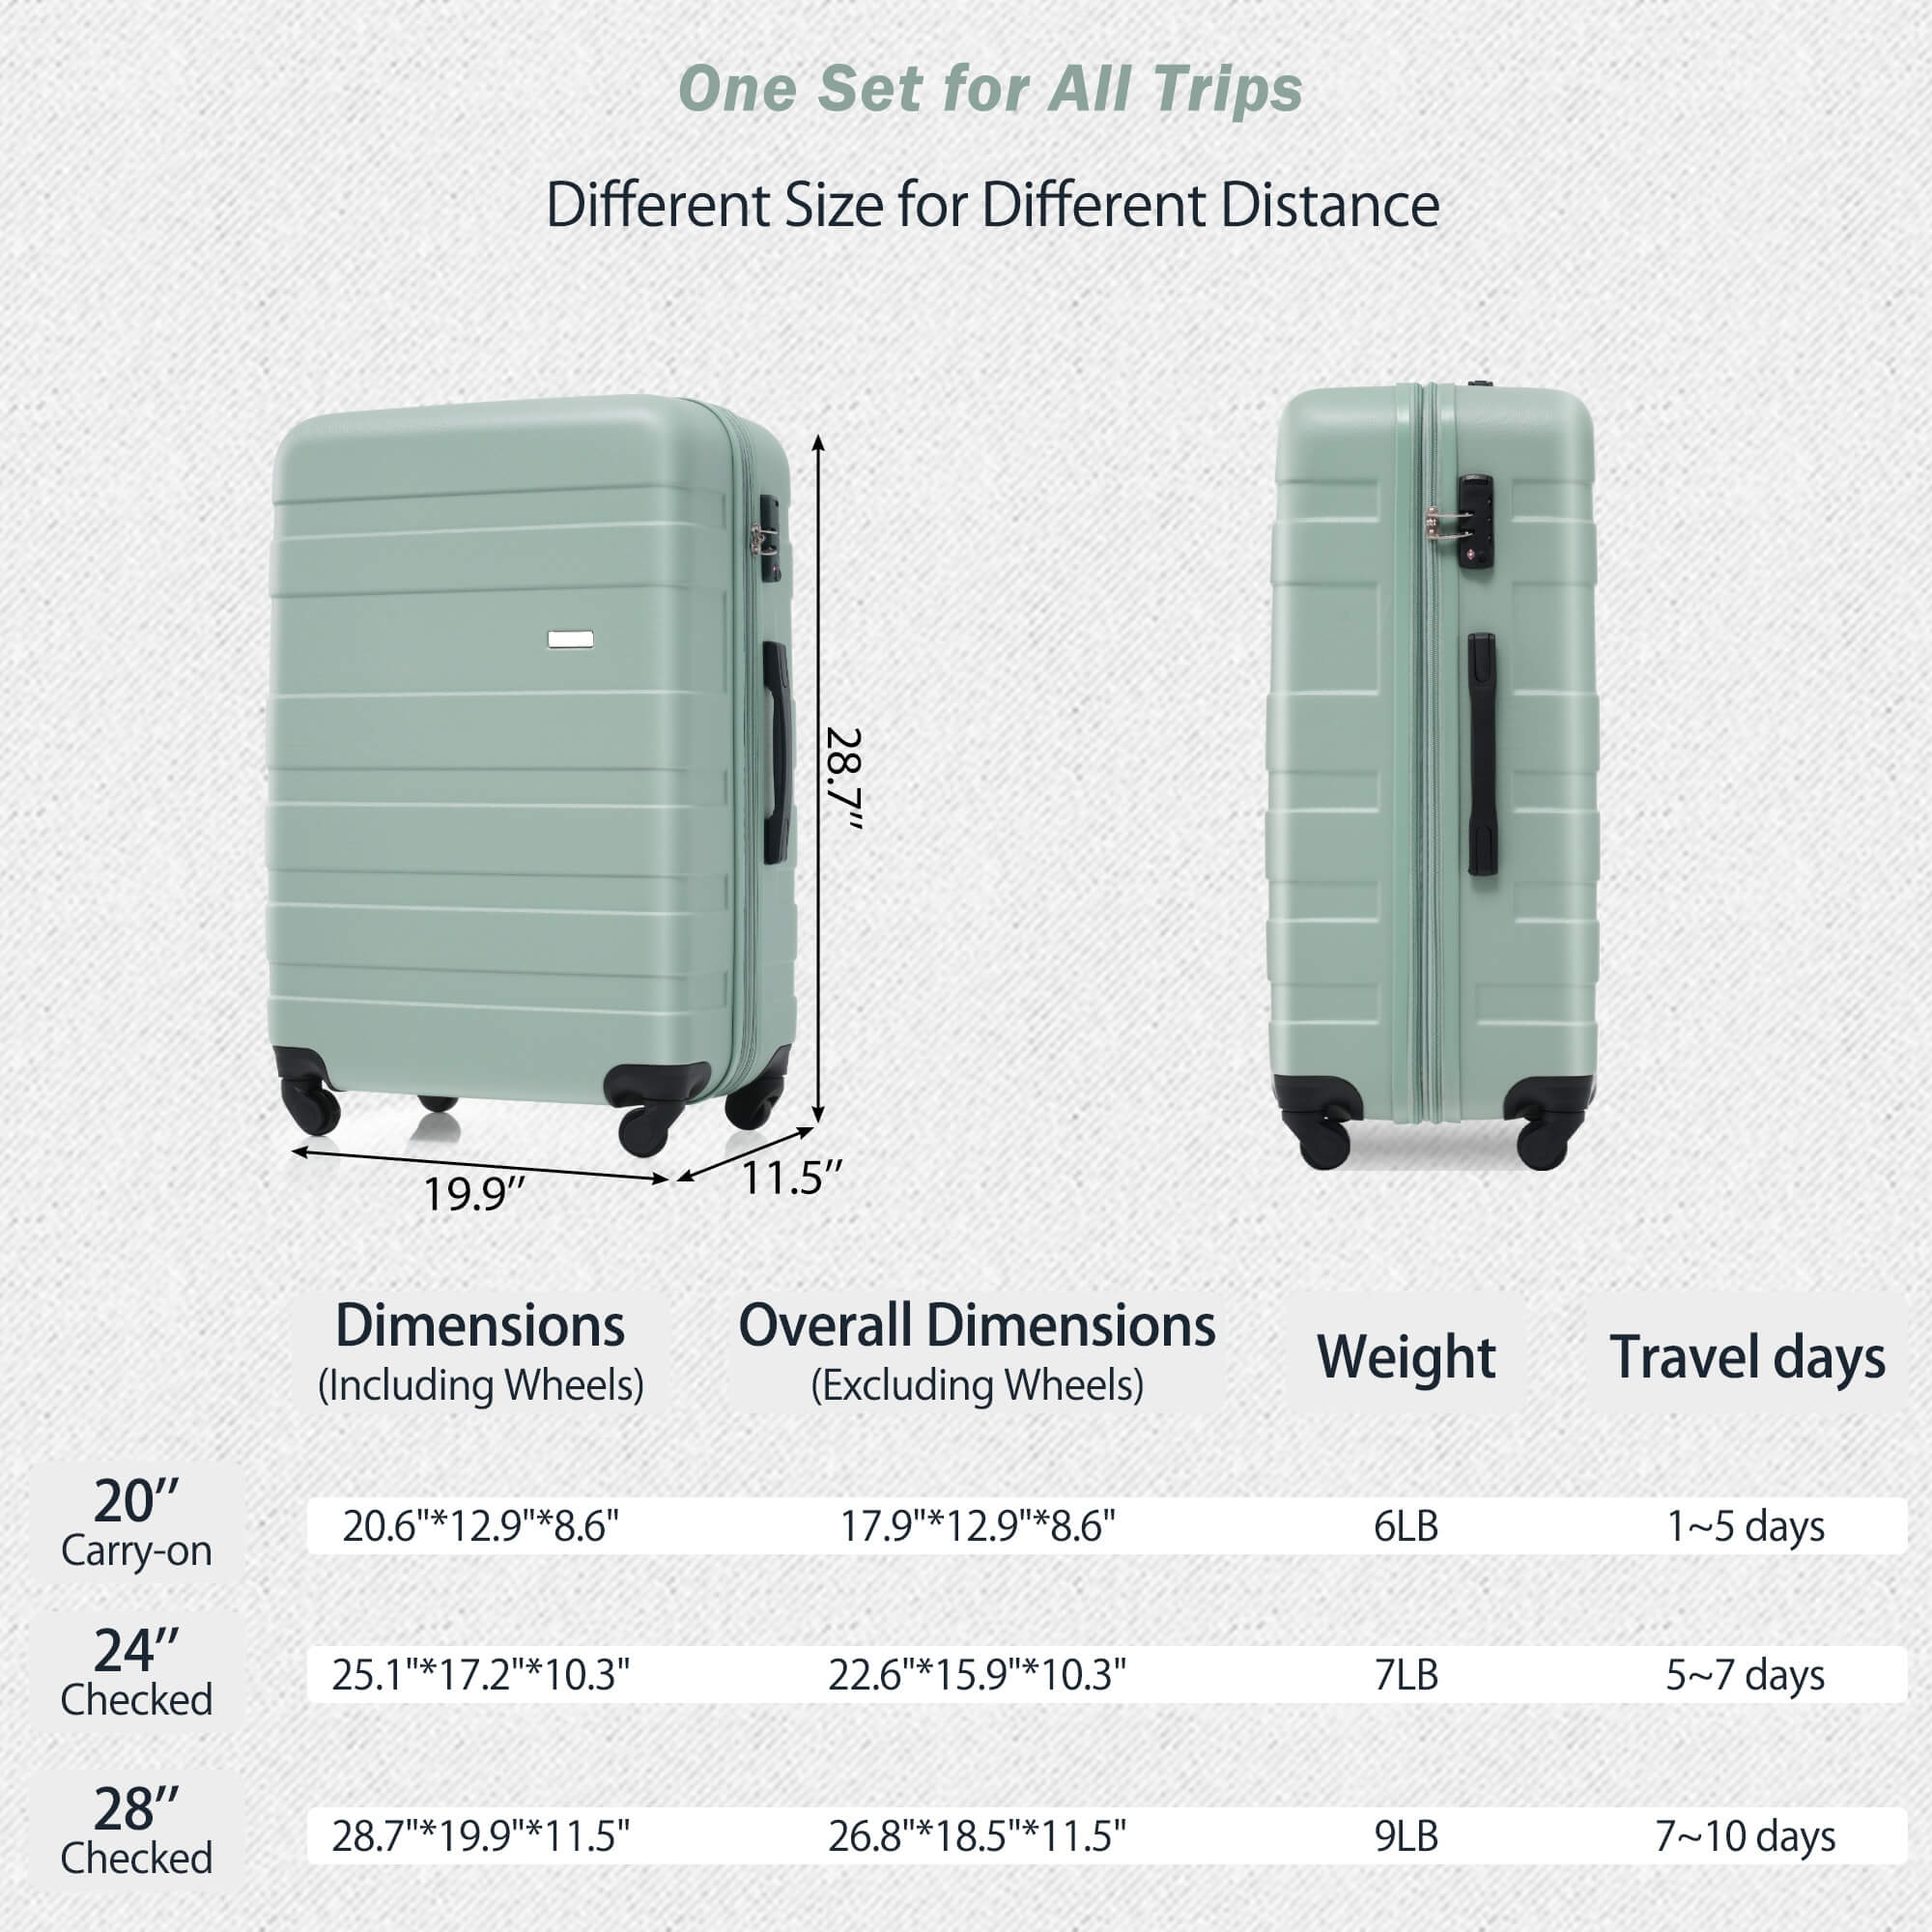 One Set for All Trips
Different Size for Different Distance
28.7''
19.9''
11.5''
Dimensions
(Including Wheels)
Overall Dimensions
(Excluding Wheels)
Weight
Travel days
20''
Carry-on
20.6"*12.9"*8.6"
17.9"*12.9"*8.6"
6LB
1~5 days
24''
Checked
25.1"*17.2"*10.3"
22.6"*15.9"*10.3"
7LB
5~7 days
28''
Checked
28.7"*19.9"*11.5"
26.8"*18.5"*11.5"
9LB
7~10 days